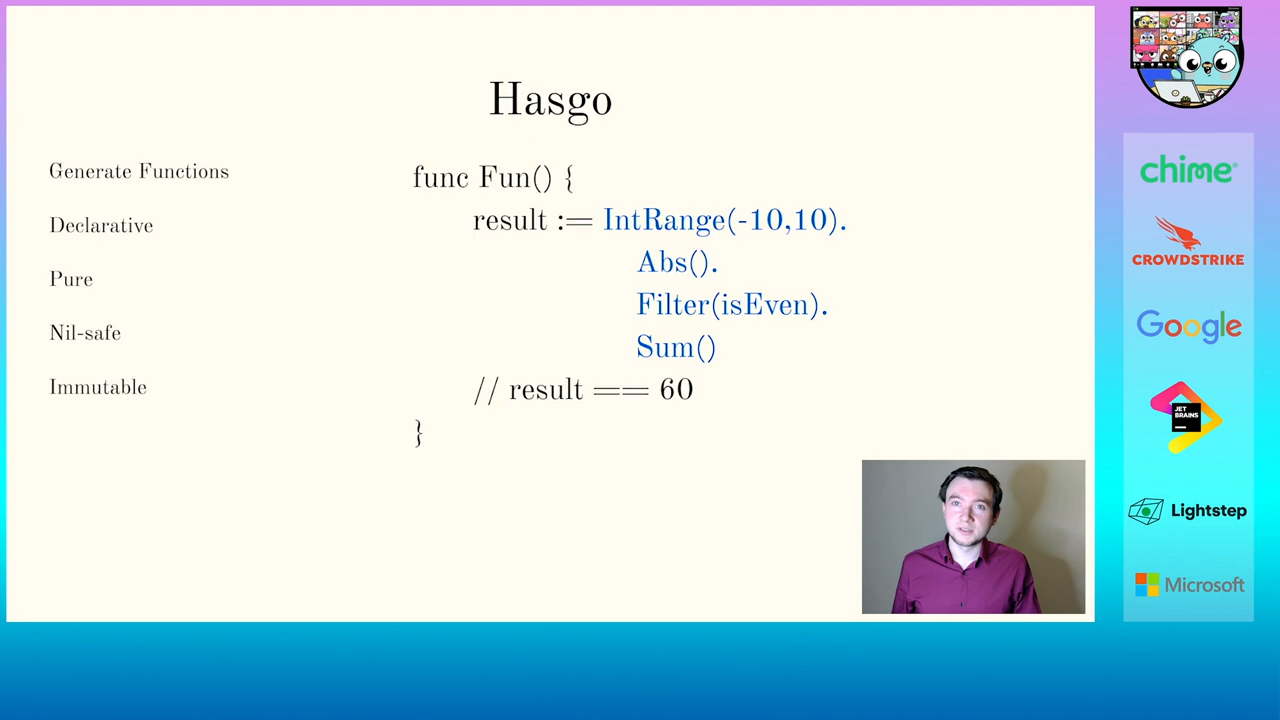 Hasgo
Generate Functions
Declarative
Pure
Nil-safe
Immutable
func Fun() {
result := IntRange(-10,10).
Abs().
Filter(isEven).
Sum()
// result == 60
}
chime®
CROWDSTRIKE
Google
JET
BRAINS
Lightstep
Microsoft